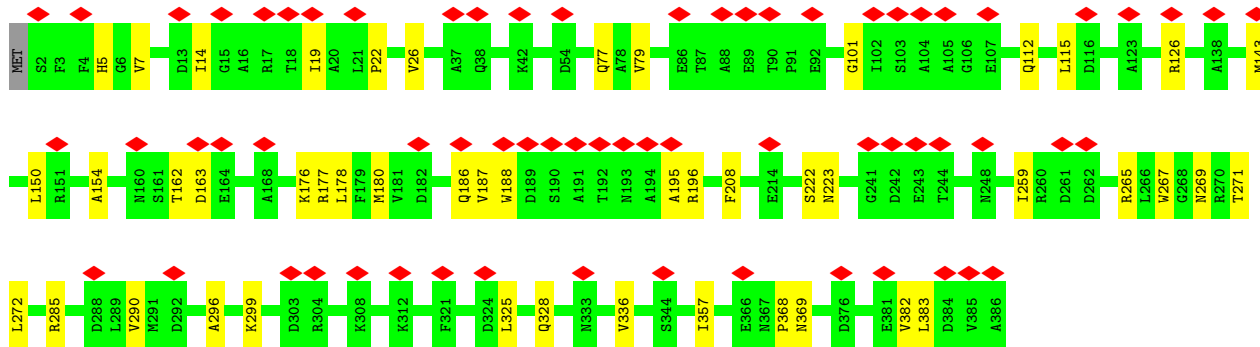 MET S2 F3 F4 H5 G6 V7 D13 I14 G15 A16 R17 T18 I19 A20 L21 P22 V26 A37 Q38 K42 D54 Q77 A78 V79 E86 T87 A88 E89 T90 P91 E92 G101 I102 S103 A104 A105 G106 E107 Q112 L115 D116 A123 R126 A138 M143
L150 R151 A154 N160 S161 T162 D163 E164 A168 K176 R177 L178 F179 M180 V181 D182 Q186 V187 W188 D189 S190 A191 T192 N193 A194 A195 R196 F208 E214 S222 N223 G241 D242 E243 T244 N248 I259 R260 D261 D262 R265 L266 W267 G268 N269 R270 T271
L272 R285 D288 L289 V290 M291 D292 A296 K299 D303 R304 K308 K312 F321 D324 L325 Q328 N333 V336 S344 I357 E366 N367 P368 N369 D376 E381 V382 L383 D384 V385 A386